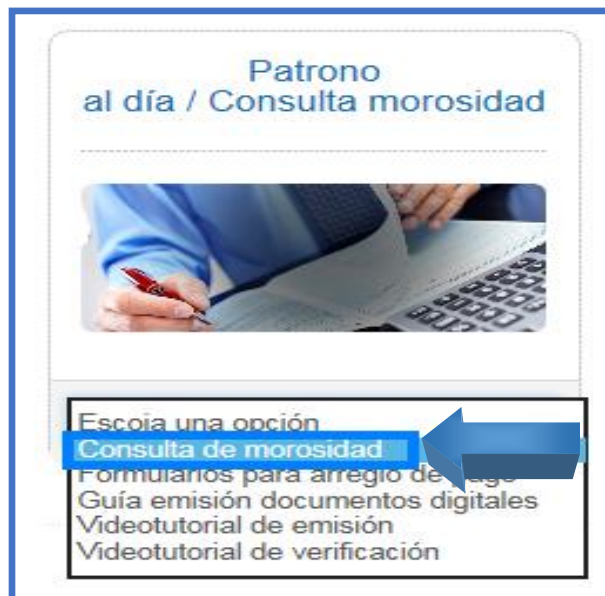 Patrono
al día / Consulta morosidad
Escoja una opción
Consulta de morosidad
Formularios para arreglo de pago
Guía emisión documentos digitales
Videotutorial de emisión
Videotutorial de verificación